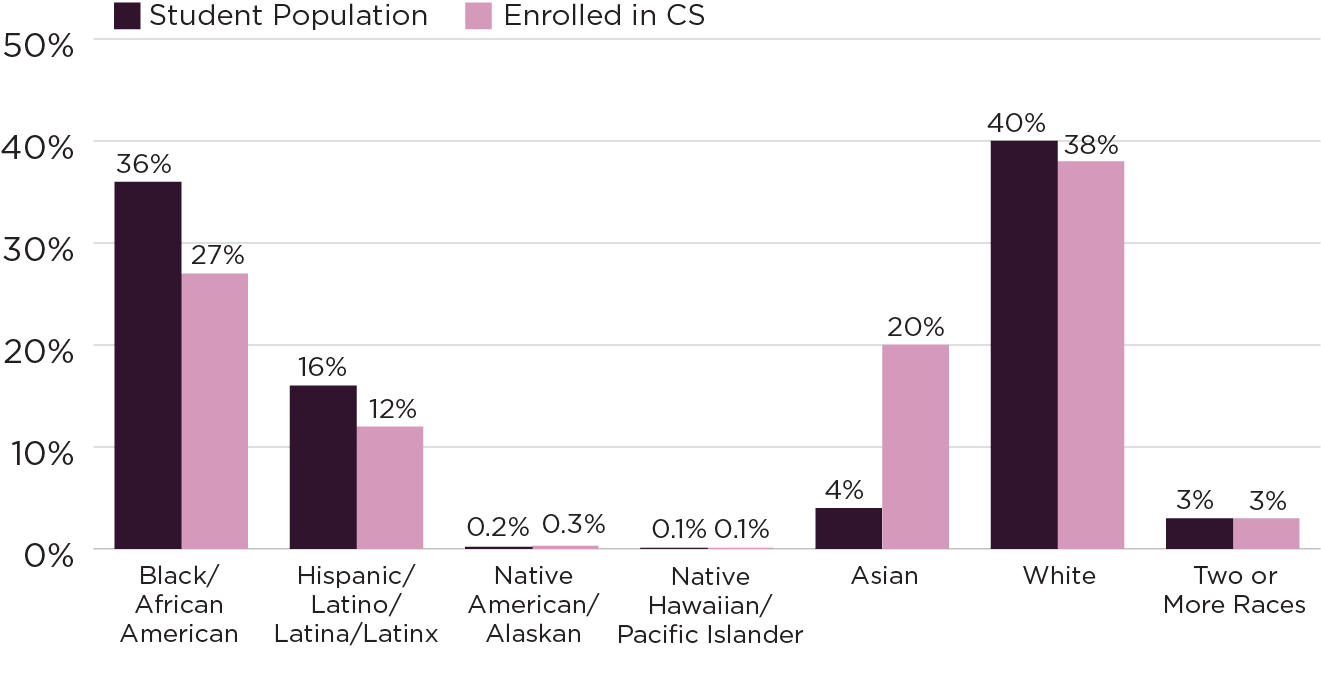 Student Population Enrolled in CS
50%
40%
30%
20%
10%
0%
36% 27%
16% 12%
0.2% 0.3%
0.1% 0.1%
4% 20%
40% 38%
3% 3%
Black/
African
American
Hispanic/
Latino/
Latina/Latinx
Native
American/
Alaskan
Native
Hawaiian/
Pacific Islander
Asian
White
Two or
More Races